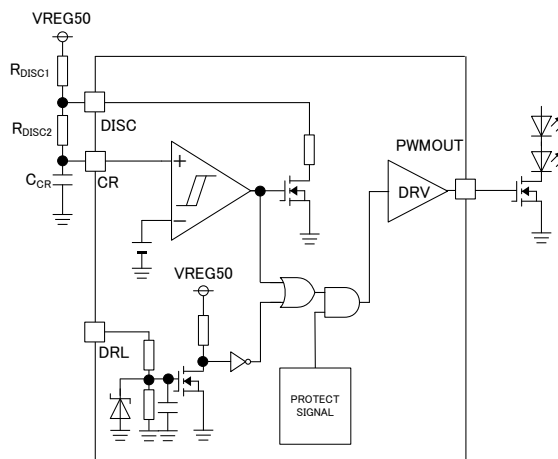 VREG50
RDISC1
RDISC2
DISC
CR
CCR
+
−
PWMOUT
DRV
VREG50
DRL
PROTECT
SIGNAL